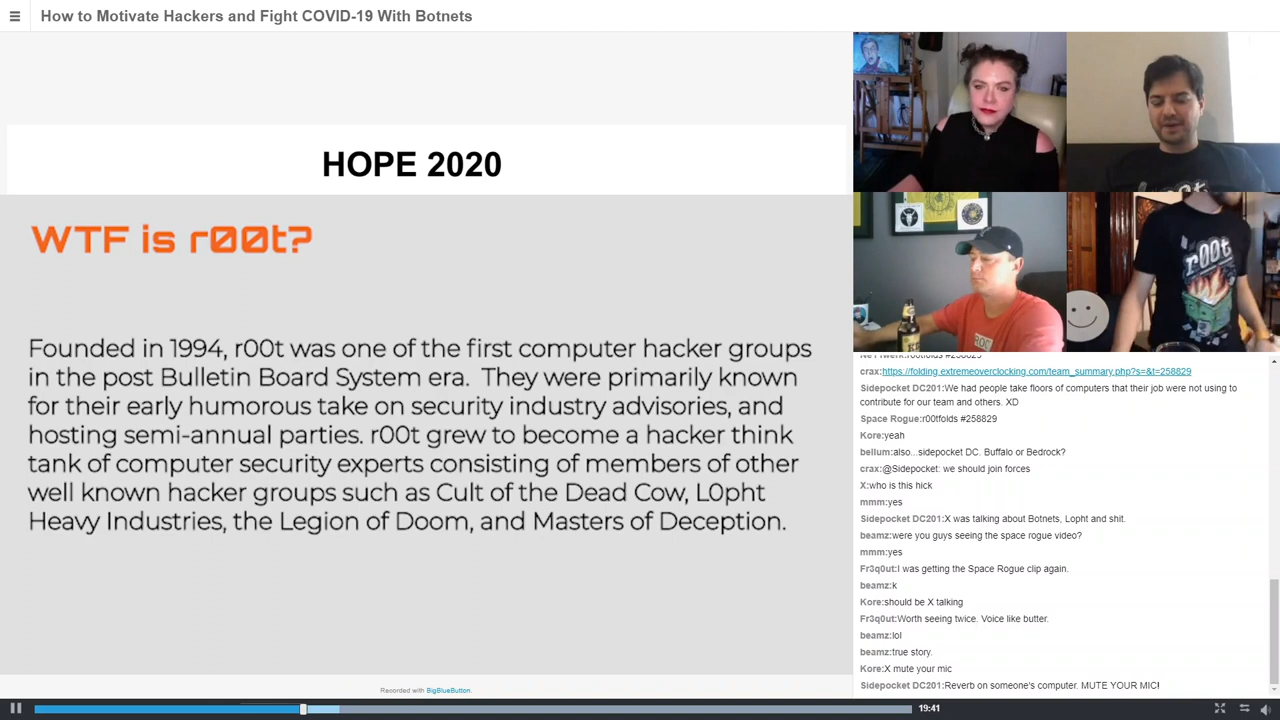 How to Motivate Hackers and Fight COVID-19 With Botnets
HOPE 2020
WTF is r00t?
Founded in 1994, r00t was one of the first computer hacker groups
in the post Bulletin Board System era. They were primarily known
for their early humorous take on security industry advisories, and
hosting semi-annual parties. r00t grew to become a hacker think
tank of computer security experts consisting of members of other
well known hacker groups such as Cult of the Dead Cow, L0pht
Heavy Industries, the Legion of Doom, and Masters of Deception.
Recorded with BigBlueButton.
r00t
crax:https://folding.extremeoverclocking.com/team_summary.php?s=&t=258829
Sidepocket DC201:We had people take floors of computers that their job were not using to
contribute for our team and others. XD
Space Rogue:r00tfolds #258829
Kore:yeah
bellum:also...sidepocket DC. Buffalo or Bedrock?
crax:@Sidepocket: we should join forces
X:who is this hick
mmm:yes
Sidepocket DC201:X was talking about Botnets, Lopht and shit.
beamz:were you guys seeing the space rogue video?
mmm:yes
Fr3q0ut:I was getting the Space Rogue clip again.
beamz:k
Kore:should be X talking
Fr3q0ut:Worth seeing twice. Voice like butter.
beamz:lol
beamz:true story.
Kore:X mute your mic
Sidepocket DC201:Reverb on someone's computer. MUTE YOUR MIC!
19:41